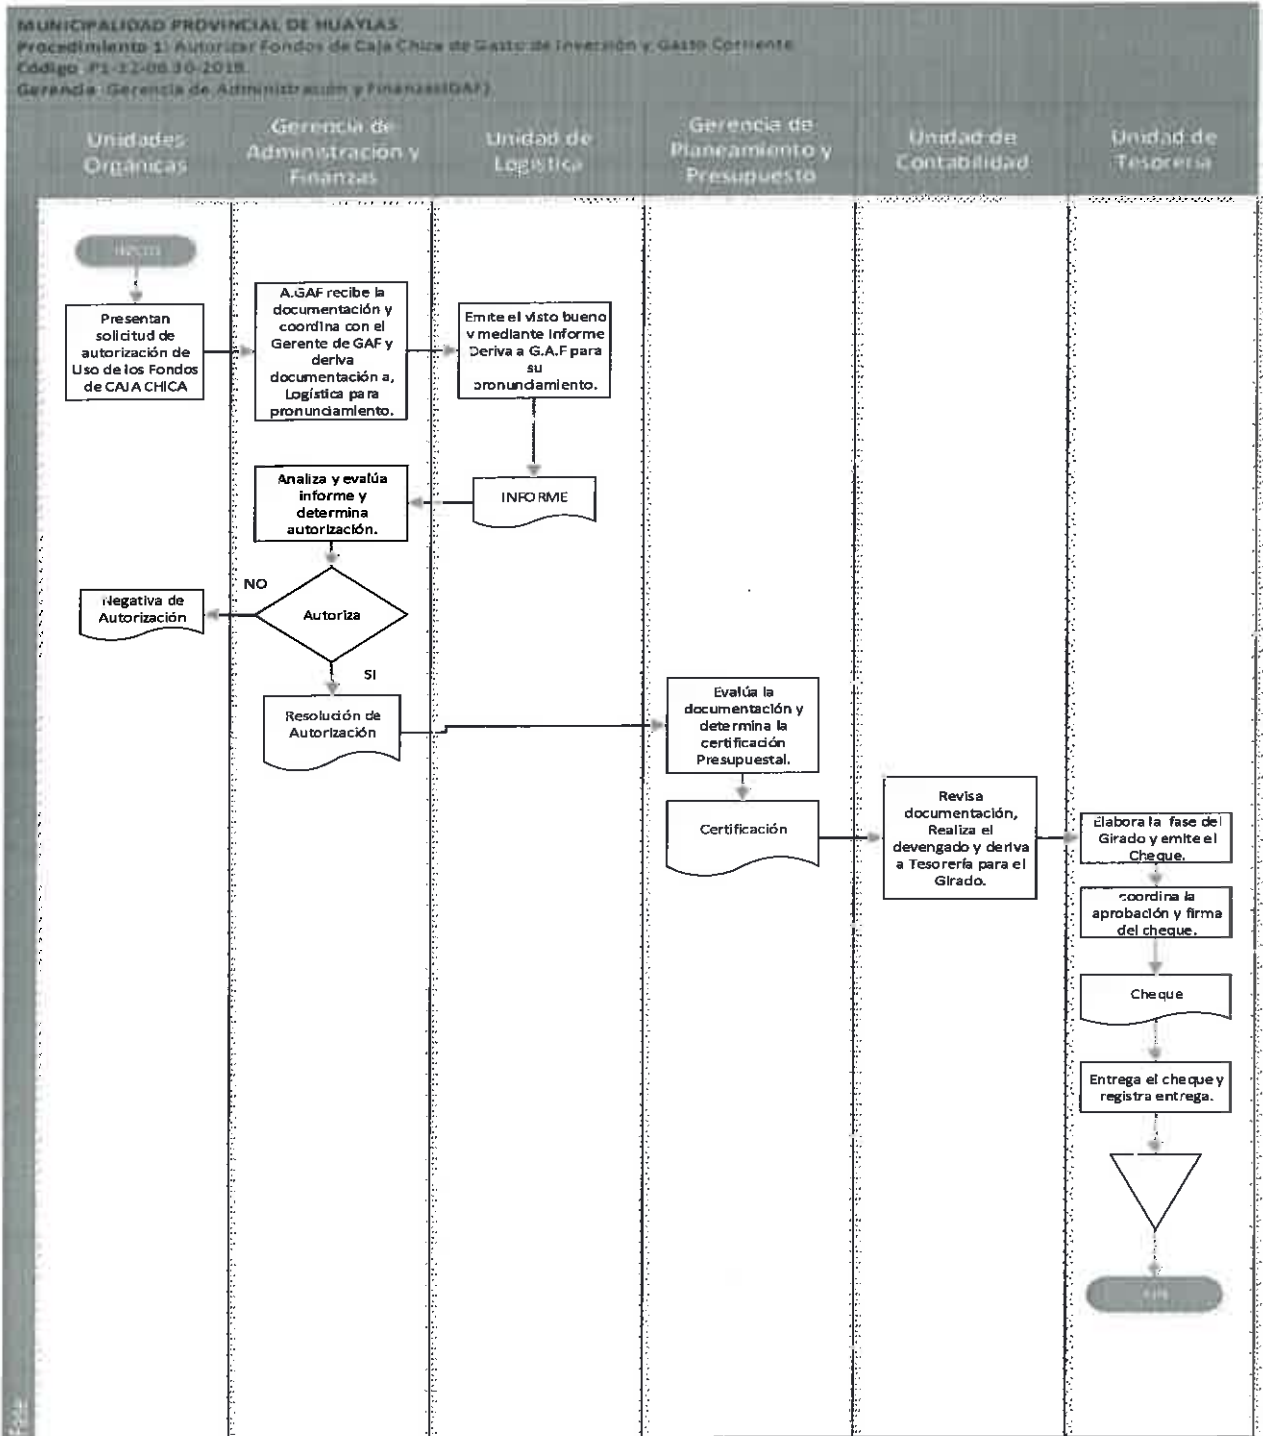 MUNICIPALIDAD PROVINCIAL DE HUAYLAS
Procedimiento 1: Autorizar Fondos de Caja Chica de Gasto de Inversión y Gasto Corriente
Código
Gerencia Gerencia de Administración y Finanzas(GAF)
Unidades
Orgánicas
Gerencia de
Administración y
Finanzas
Unidad de
Logística
Gerencia de
Planeamiento y
Presupuesto
Unidad de
Contabilidad
Unidad de
Tesorería
INICIO
Presentan
solicitud de
autorización de
Uso de los Fondos
de CAJA CHICA
A.GAF recibe la
documentación y
coordina con el
Gerente de GAF y
deriva
documentación a,
Logística para
pronunciamiento.
Emite el visto bueno
y mediante Informe
Deriva a G.A.F para
su
pronunciamiento.
INFORME
Analiza y evalúa
informe y
determina
autorización.
NO
Autoriza
SI
Negativa de
Autorización
Resolución de
Autorización
Evalúa la
documentación y
determina la
certificación
Presupuestal.
Certificación
Revisa
documentación,
Realiza el
devengado y deriva
a Tesorería para el
Girado.
Elabora la fase del
Girado y emite el
Cheque.
coordina la
aprobación y firma
del cheque.
Cheque
Entrega el cheque y
registra entrega.
FIN
Fase